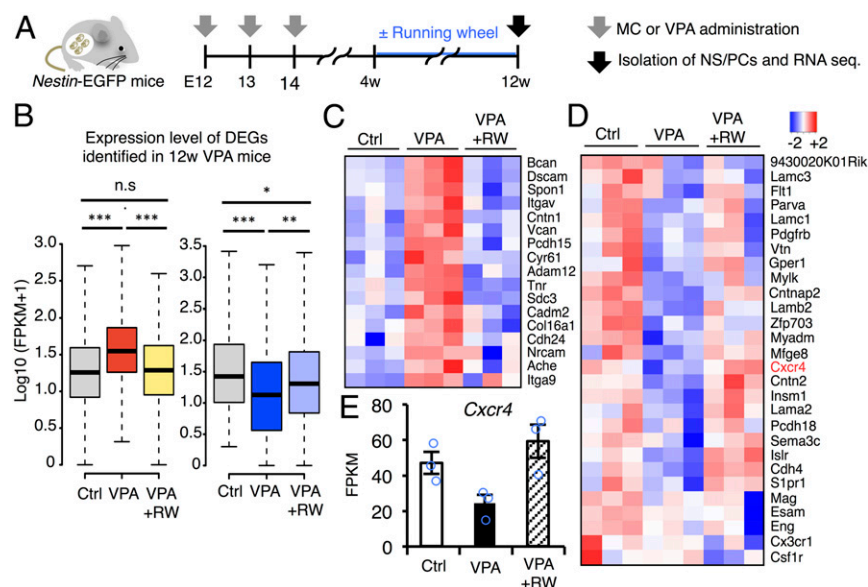 A
Nestin-EGFP mice
± Running wheel
E12
13
14
4w
12w
MC or VPA administration
Isolation of NS/PCs and RNA seq.
B
Expression level of DEGs
identified in 12w VPA mice
n.s
***
***
*
***
**
Log10 (FPKM+1)
3.0
2.5
2.0
1.5
1.0
0.5
0
3.5
3.0
2.5
2.0
1.5
1.0
0.5
0
Ctrl
VPA
VPA
+RW
Ctrl
VPA
VPA
+RW
C
Ctrl
VPA
VPA
+RW
Bcan
Dscam
Spon1
Itgav
Cntn1
Vcan
Pcdh15
Cyr61
Adam12
Tnr
Sdc3
Cadm2
Col16a1
Cdh24
Nrcam
Ache
Itga9
D
Ctrl
VPA
VPA
+RW
-2
+2
9430020K01Rik
Lamc3
Flt1
Parva
Lamc1
Pdgfrb
Vtn
Gper1
Mylk
Cntnap2
Lamb2
Zfp703
Myadm
Mfge8
Cxcr4
Cntn2
Insm1
Lama2
Pcdh18
Sema3c
Islr
Cdh4
S1pr1
Mag
Esam
Eng
Cx3cr1
Csf1r
E
Cxcr4
FPKM
80
60
40
20
0
Ctrl
VPA
VPA
+RW